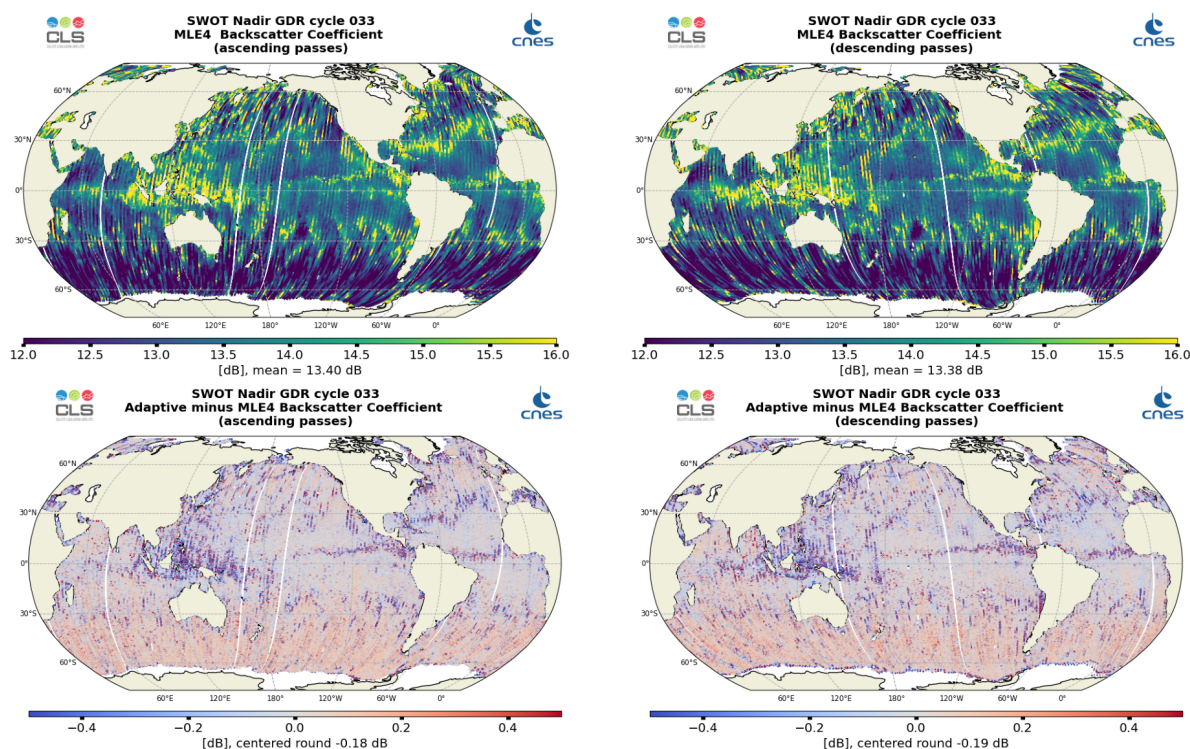 SWOT Nadir GDR cycle 033
MLE4 Backscatter Coefficient
(ascending passes)
CLS
cnes
60°N
30°N
0°
30°S
60°S
60°E 120°E 180° 120°W 60°W 0°
12.0 12.5 13.0 13.5 14.0 14.5 15.0 15.5 16.0
[dB], mean = 13.40 dB
SWOT Nadir GDR cycle 033
MLE4 Backscatter Coefficient
(descending passes)
CLS
cnes
60°N
30°N
0°
30°S
60°S
60°E 120°E 180° 120°W 60°W 0°
12.0 12.5 13.0 13.5 14.0 14.5 15.0 15.5 16.0
[dB], mean = 13.38 dB
SWOT Nadir GDR cycle 033
Adaptive minus MLE4 Backscatter Coefficient
(ascending passes)
CLS
cnes
60°N
30°N
0°
30°S
60°S
60°E 120°E 180° 120°W 60°W 0°
−0.4 −0.2 0.0 0.2 0.4
[dB], centered round -0.18 dB
SWOT Nadir GDR cycle 033
Adaptive minus MLE4 Backscatter Coefficient
(descending passes)
CLS
cnes
60°N
30°N
0°
30°S
60°S
60°E 120°E 180° 120°W 60°W 0°
−0.4 −0.2 0.0 0.2 0.4
[dB], centered round -0.19 dB